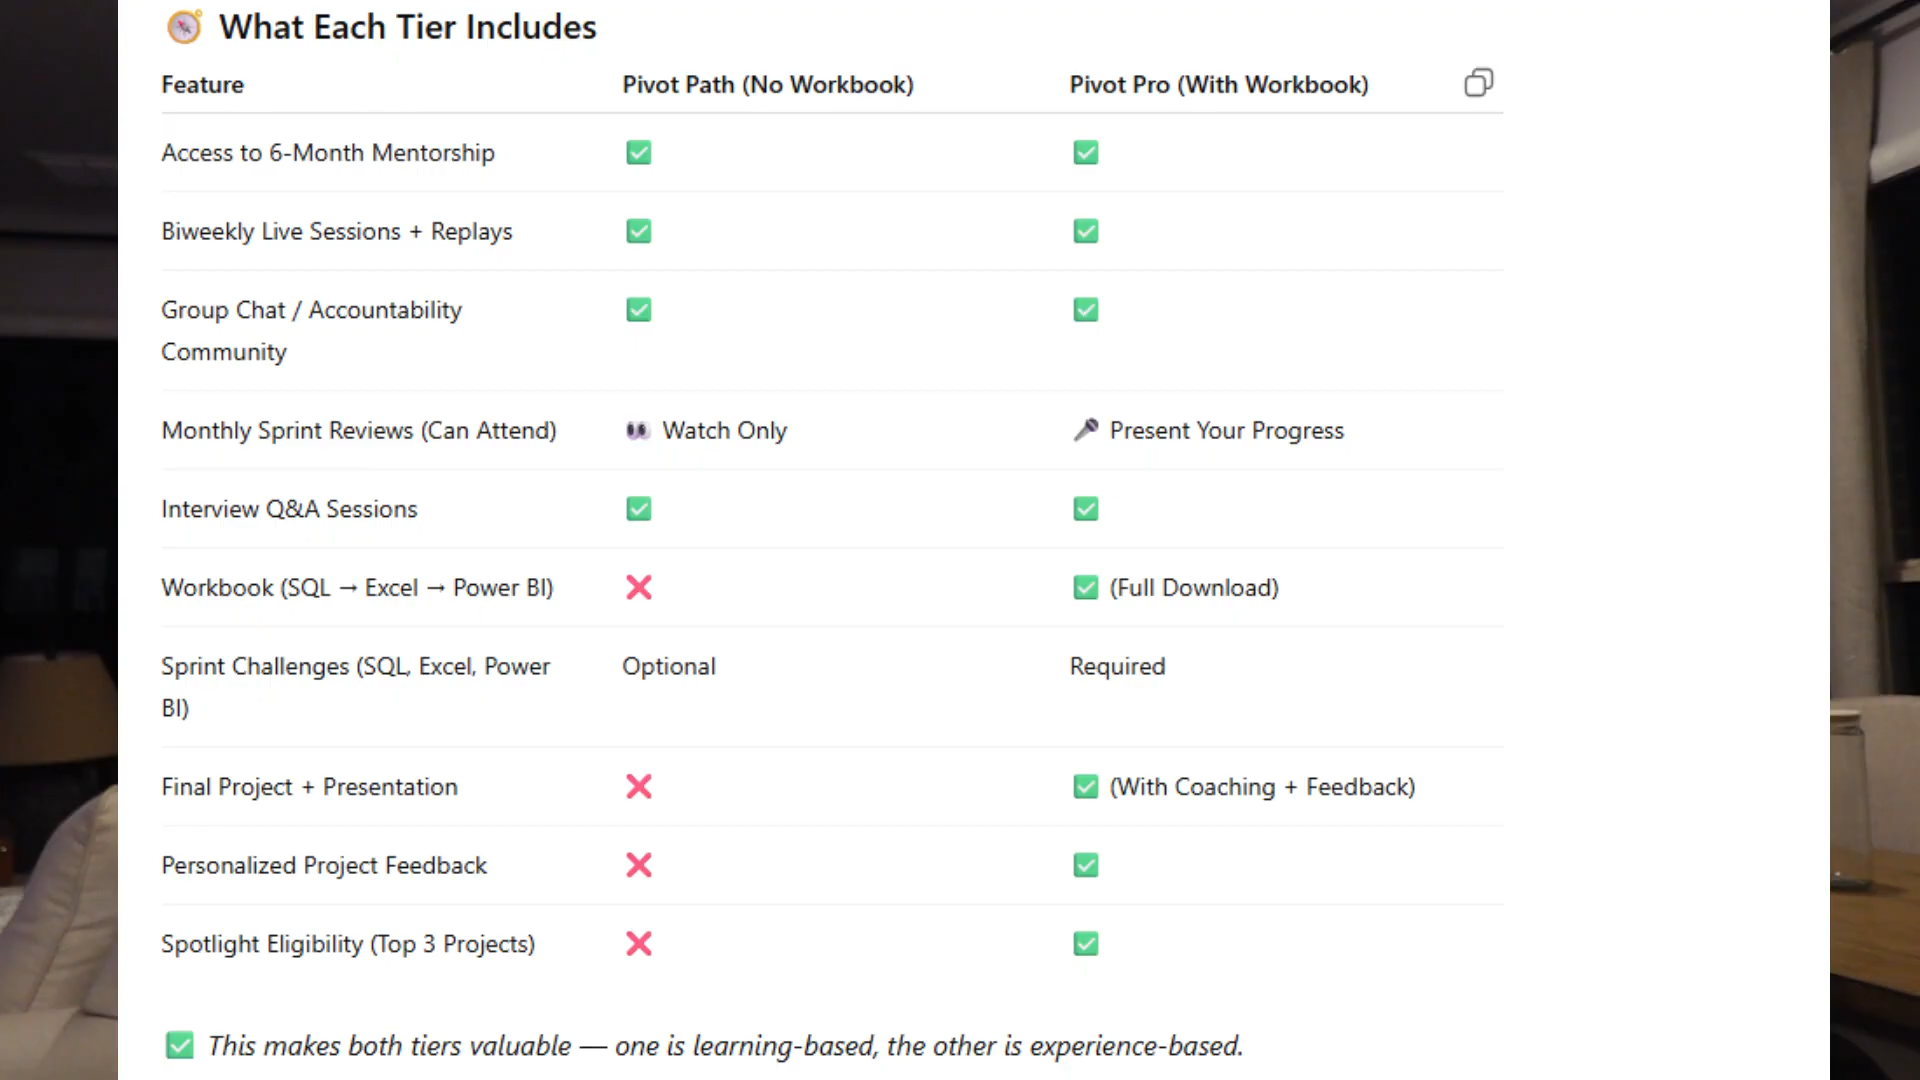 What Each Tier Includes
Feature Pivot Path (No Workbook) Pivot Pro (With Workbook)
Access to 6-Month Mentorship ✅ ✅
Biweekly Live Sessions + Replays ✅ ✅
Group Chat / Accountability
Community ✅ ✅
Monthly Sprint Reviews (Can Attend) 👀 Watch Only 🎤 Present Your Progress
Interview Q&A Sessions ✅ ✅
Workbook (SQL → Excel → Power BI) ❌ ✅ (Full Download)
Sprint Challenges (SQL, Excel, Power Optional Required
BI)
Final Project + Presentation ❌ ✅ (With Coaching + Feedback)
Personalized Project Feedback ❌ ✅
Spotlight Eligibility (Top 3 Projects) ❌ ✅
✅ This makes both tiers valuable — one is learning-based, the other is experience-based.